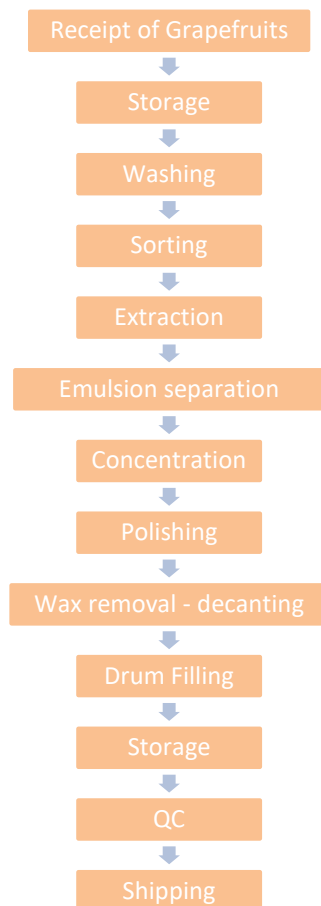 Receipt of Grapefruits
Storage
Washing
Sorting
Extraction
Emulsion separation
Concentration
Polishing
Wax removal - decanting
Drum Filling
Storage
QC
Shipping